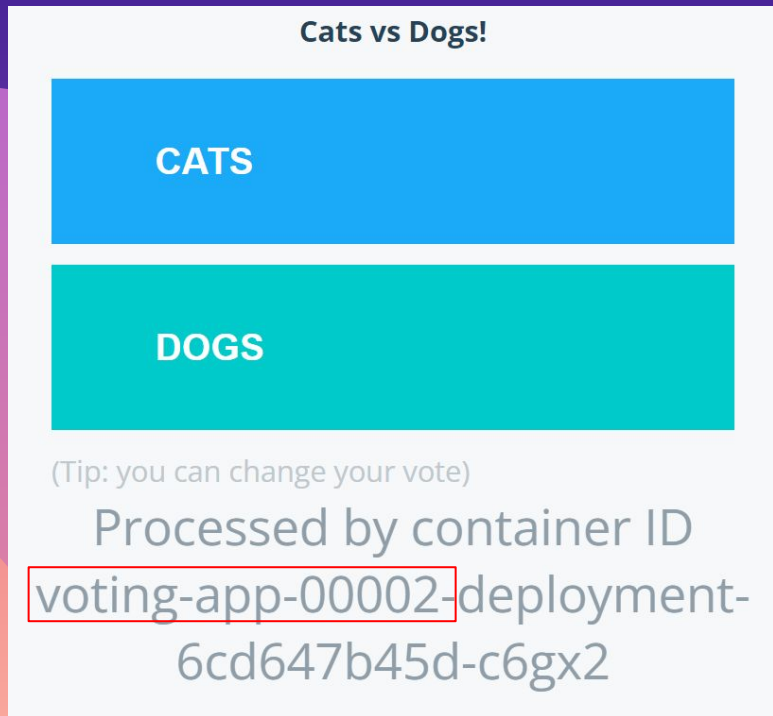 Cats vs Dogs!
CATS
DOGS
(Tip: you can change your vote)
Processed by container ID
voting-app-00002-deployment-
6cd647b45d-c6gx2